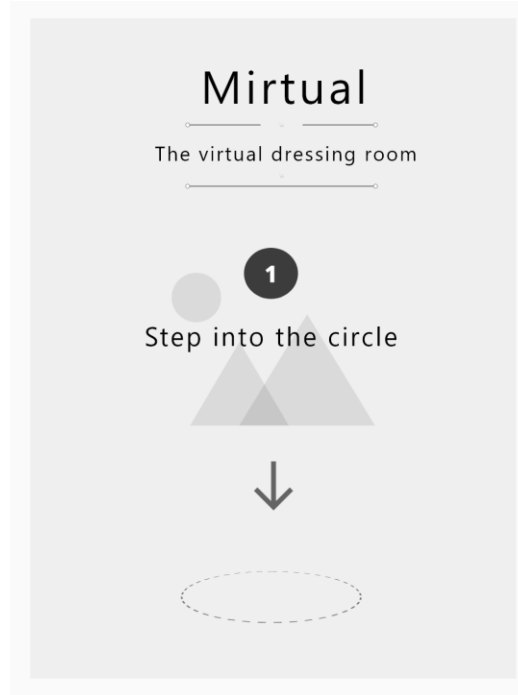 Mirtual
The virtual dressing room
1
Step into the circle